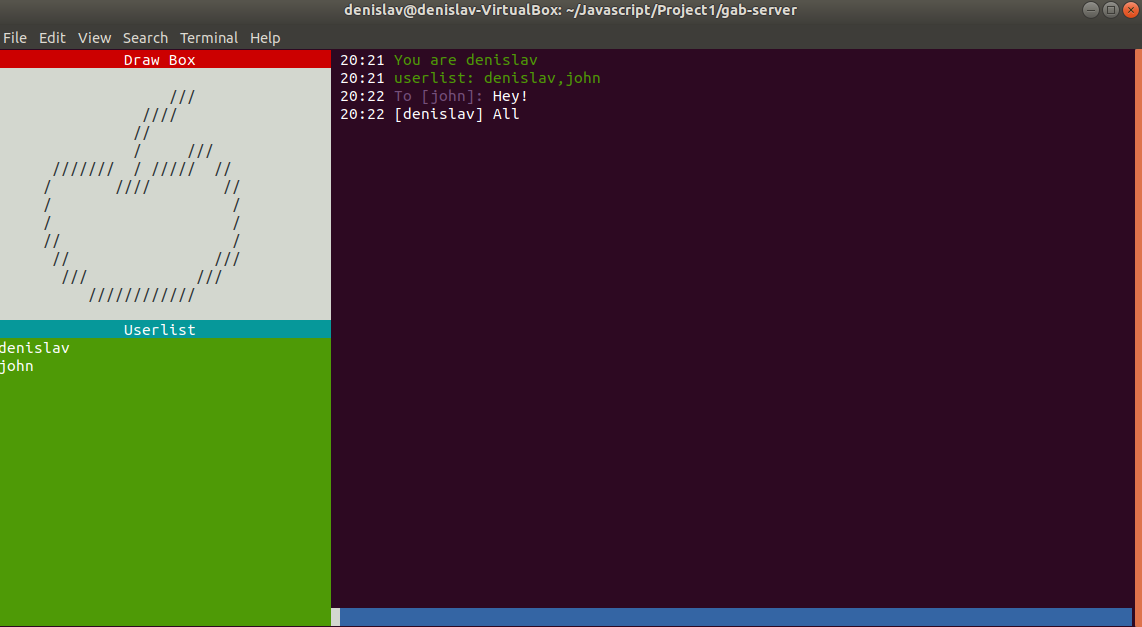 denislav@denislav-VirtualBox: ~/Javascript/Project1/gab-server
File Edit View Search Terminal Help
Draw Box
                   ///
                ////
               //
               /     ///
      ///////  / /////  //
     /       ////        //
     /                    /
     /                    /
     //                   /
      //                ///
       ///            ///
          ////////////
Userlist
denislav
john
20:21 You are denislav
20:21 userlist: denislav,john
20:22 To [john]: Hey!
20:22 [denislav] All